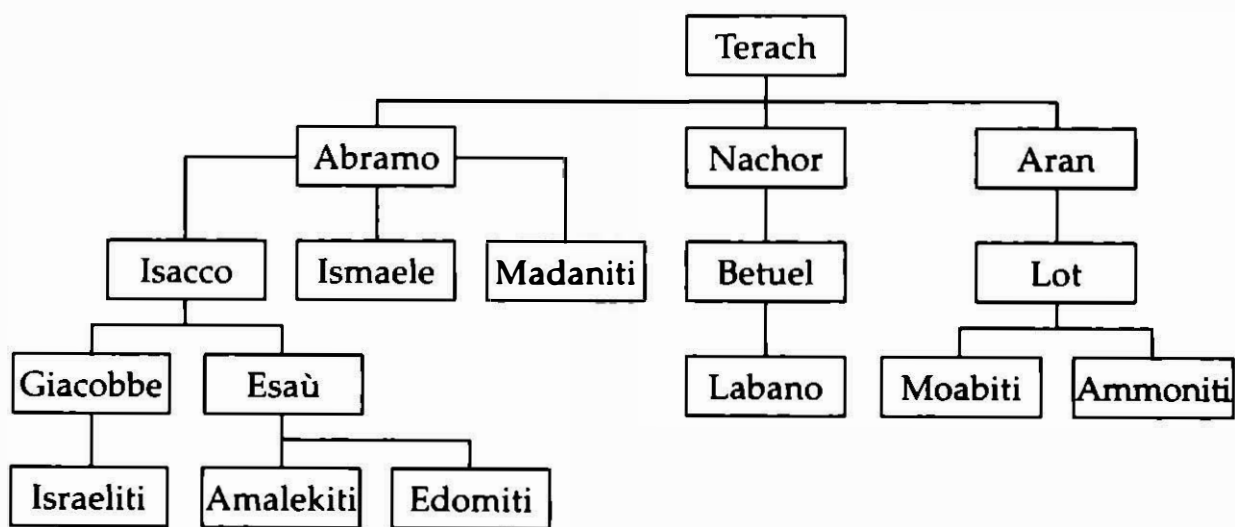 Terach
Abramo
Nachor
Aran
Isacco
Ismaele
Madaniti
Betuel
Lot
Giacobbe
Esaù
Labano
Moabiti
Ammoniti
Israeliti
Amalekiti
Edomiti